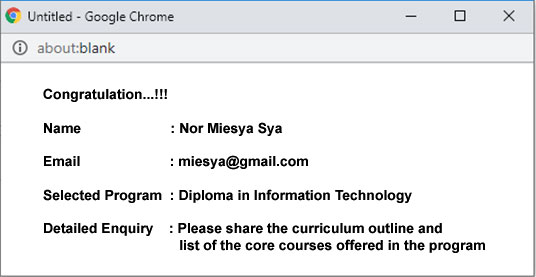 Untitled - Google Chrome
about:blank
Congratulation...!!!
Name : Nor Miesya Sya
Email : miesya@gmail.com
Selected Program : Diploma in Information Technology
Detailed Enquiry : Please share the curriculum outline and
list of the core courses offered in the program